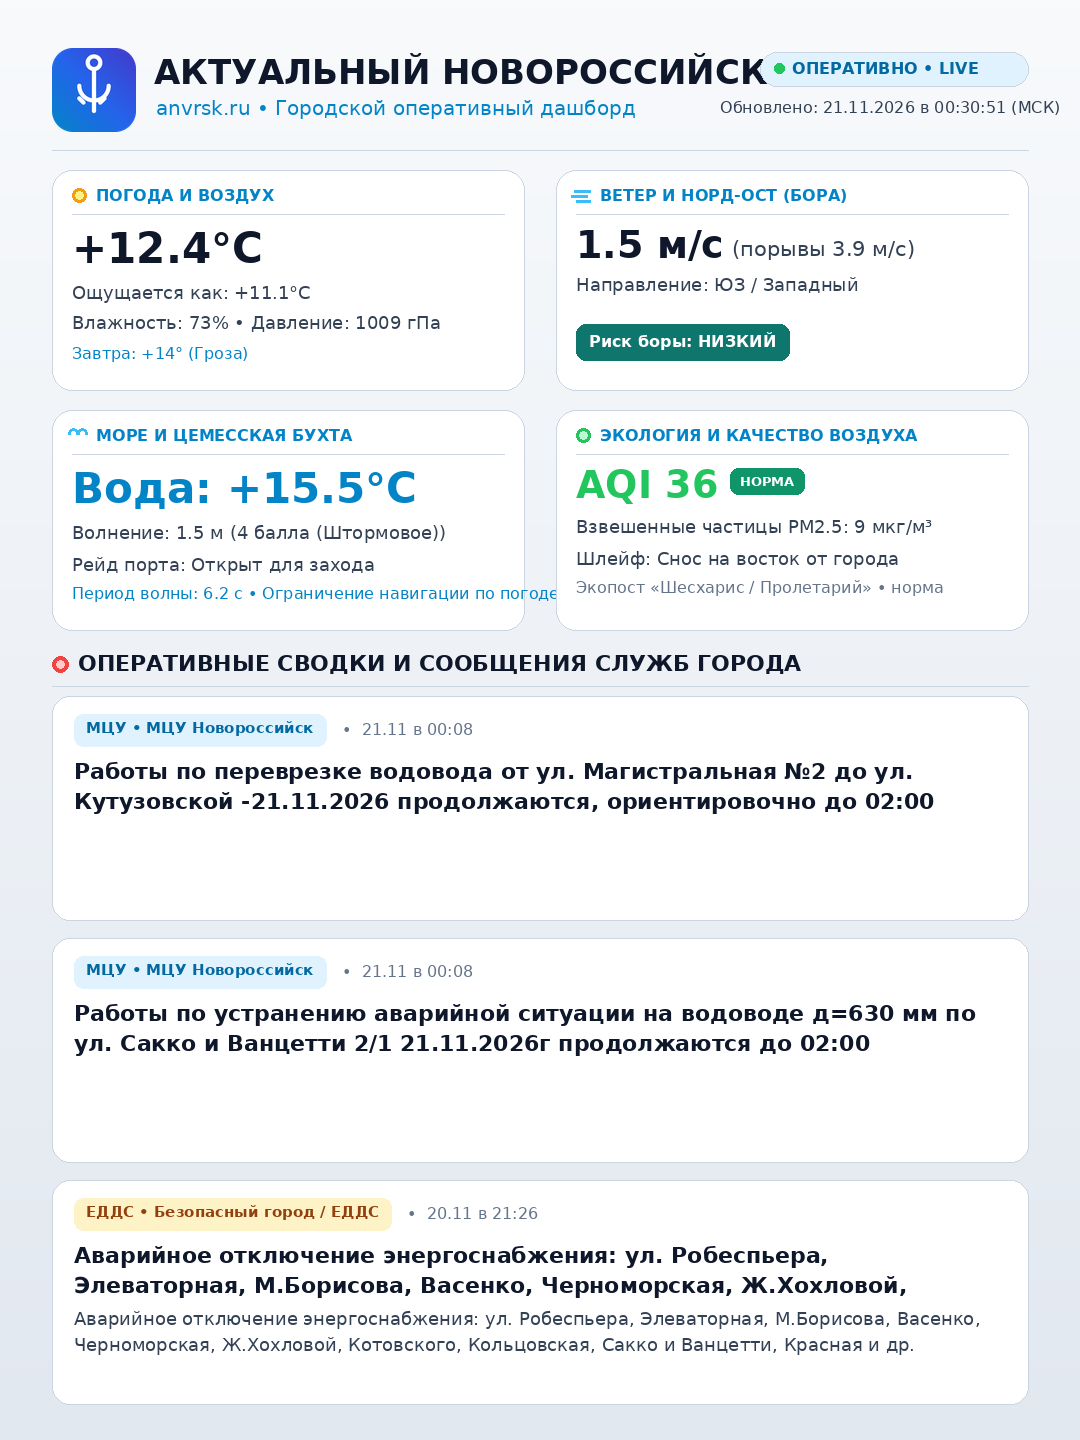 АКТУАЛЬНЫЙ НОВОРОССИЙСК
ОПЕРАТИВНО • LIVE
anvrsk.ru • Городской оперативный дашборд
Обновлено: 21.11.2026 в 00:30:51 (МСК)
ПОГОДА И ВОЗДУХ
+12.4°C
Ощущается как: +11.1°C
Влажность: 73% • Давление: 1009 гПа
Завтра: +14° (Гроза)
ВЕТЕР И НОРД-ОСТ (БОРА)
1.5 м/с (порывы 3.9 м/с)
Направление: ЮЗ / Западный
Риск боры: НИЗКИЙ
МОРЕ И ЦЕМЕССКАЯ БУХТА
Вода: +15.5°C
Волнение: 1.5 м (4 балла (Штормовое))
Рейд порта: Открыт для захода
Период волны: 6.2 с • Ограничение навигации по погоде
ЭКОЛОГИЯ И КАЧЕСТВО ВОЗДУХА
AQI 36 НОРМА
Взвешенные частицы PM2.5: 9 мкг/м³
Шлейф: Снос на восток от города
Экопост «Шесхарис / Пролетарий» • норма
ОПЕРАТИВНЫЕ СВОДКИ И СООБЩЕНИЯ СЛУЖБ ГОРОДА
МЦУ • МЦУ Новороссийск • 21.11 в 00:08
Работы по переврезке водовода от ул. Магистральная №2 до ул.
Кутузовской -21.11.2026 продолжаются, ориентировочно до 02:00
МЦУ • МЦУ Новороссийск • 21.11 в 00:08
Работы по устранению аварийной ситуации на водоводе д=630 мм по
ул. Сакко и Ванцетти 2/1 21.11.2026г продолжаются до 02:00
ЕДДС • Безопасный город / ЕДДС • 20.11 в 21:26
Аварийное отключение энергоснабжения: ул. Робеспьера,
Элеваторная, М.Борисова, Васенко, Черноморская, Ж.Хохловой,
Аварийное отключение энергоснабжения: ул. Робеспьера, Элеваторная, М.Борисова, Васенко,
Черноморская, Ж.Хохловой, Котовского, Кольцовская, Сакко и Ванцетти, Красная и др.